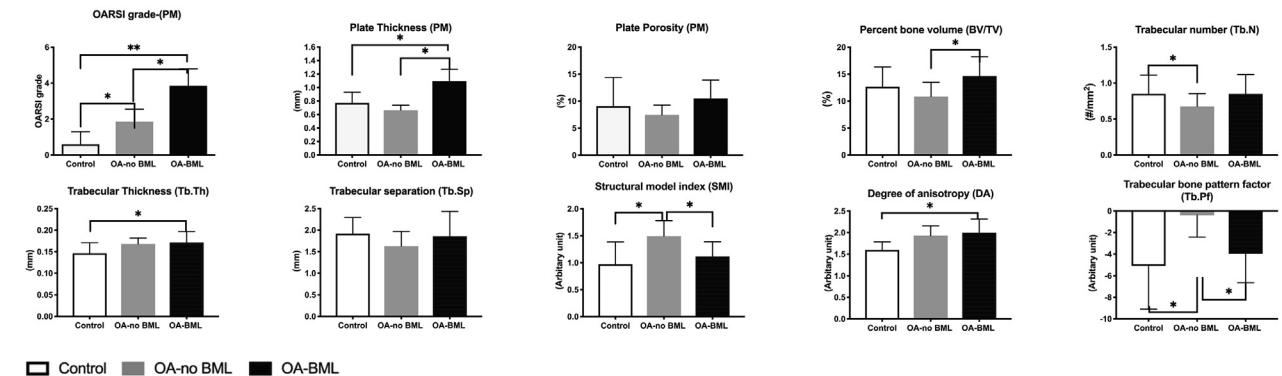 OARSI grade-(PM)
OARSI grade
6
4
2
0
**
*
*
Control
OA-no BML
OA-BML
Plate Thickness (PM)
(mm)
1.6
1.4
1.2
1.0
0.8
0.6
0.4
0.2
0.0
*
*
Control
OA-no BML
OA-BML
Plate Porosity (PM)
(%)
20
15
10
5
0
Control
OA-no BML
OA-BML
Percent bone volume (BV/TV)
(%)
20
15
10
5
0
*
Control
OA-no BML
OA-BML
Trabecular number (Tb.N)
(#/mm²)
1.5
1.0
0.5
0.0
*
Control
OA-no BML
OA-BML
Trabecular Thickness (Tb.Th)
(mm)
0.25
0.20
0.15
0.10
0.05
0.00
*
Control
OA-no BML
OA-BML
Trabecular separation (Tb.Sp)
(mm)
2.5
2.0
1.5
1.0
0.5
0.0
Control
OA-no BML
OA-BML
Structural model index (SMI)
(Arbitary unit)
2.0
1.5
1.0
0.5
0.0
*
*
Control
OA-no BML
OA-BML
Degree of anisotropy (DA)
(Arbitary unit)
2.5
2.0
1.5
1.0
0.5
0.0
*
Control
OA-no BML
OA-BML
Trabecular bone pattern factor
(Tb.Pf)
(Arbitary unit)
0
-2
-4
-6
-8
-10
*
*
Control
OA-no BML
OA-BML
Control
OA-no BML
OA-BML